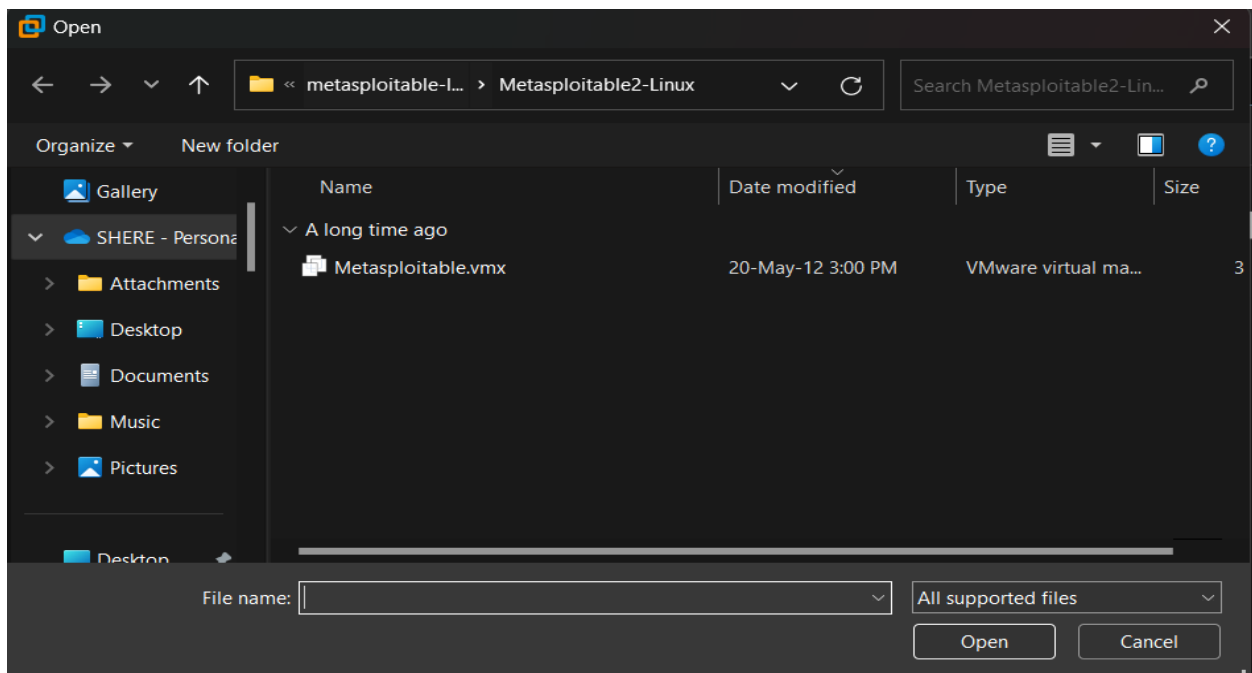 Open
« metasploitable-l... > Metasploitable2-Linux
Search Metasploitable2-Lin...
Organize
New folder
Name
Date modified
Type
Size
Gallery
SHERE - Persona
Attachments
Desktop
Documents
Music
Pictures
Desktop
A long time ago
Metasploitable.vmx
20-May-12 3:00 PM
VMware virtual ma...
3
File name:
All supported files
Open
Cancel